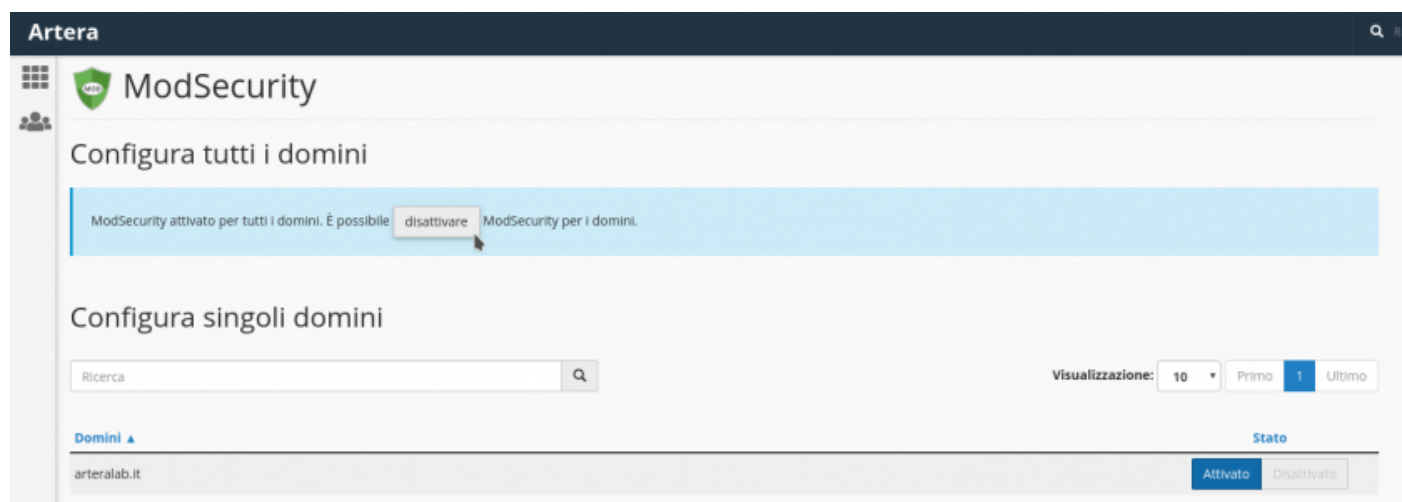 Artera
ModSecurity
Configura tutti i domini
ModSecurity attivato per tutti i domini. È possibile disattivare ModSecurity per i domini.
Configura singoli domini
Ricerca
Visualizzazione: 10 Primo 1 Ultimo
Domini ▲ Stato
arteralab.it Attivato Disattivato